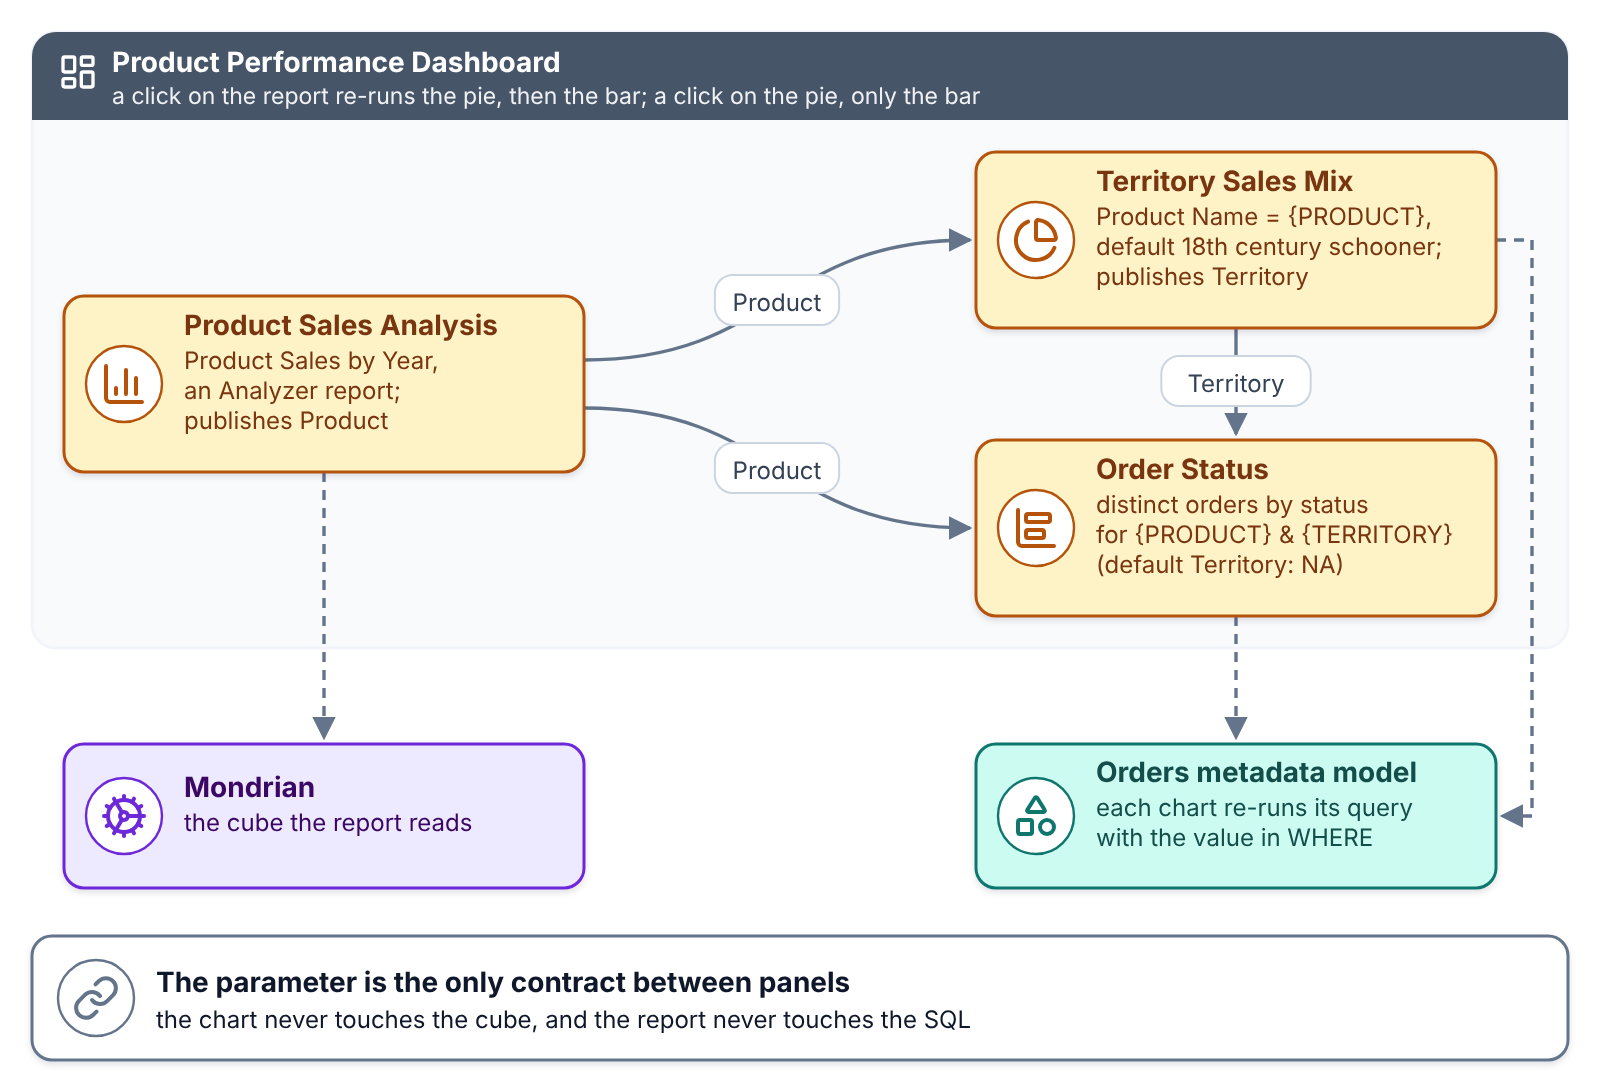 Product Performance Dashboard
a click on the report re-runs the pie, then the bar; a click on the pie, only the bar
Product Sales Analysis
Product Sales by Year,
an Analyzer report;
publishes Product
Product
Product
Territory Sales Mix
Product Name = {PRODUCT},
default 18th century schooner;
publishes Territory
Territory
Order Status
distinct orders by status
for {PRODUCT} & {TERRITORY}
(default Territory: NA)
Mondrian
the cube the report reads
Orders metadata model
each chart re-runs its query
with the value in WHERE
The parameter is the only contract between panels
the chart never touches the cube, and the report never touches the SQL